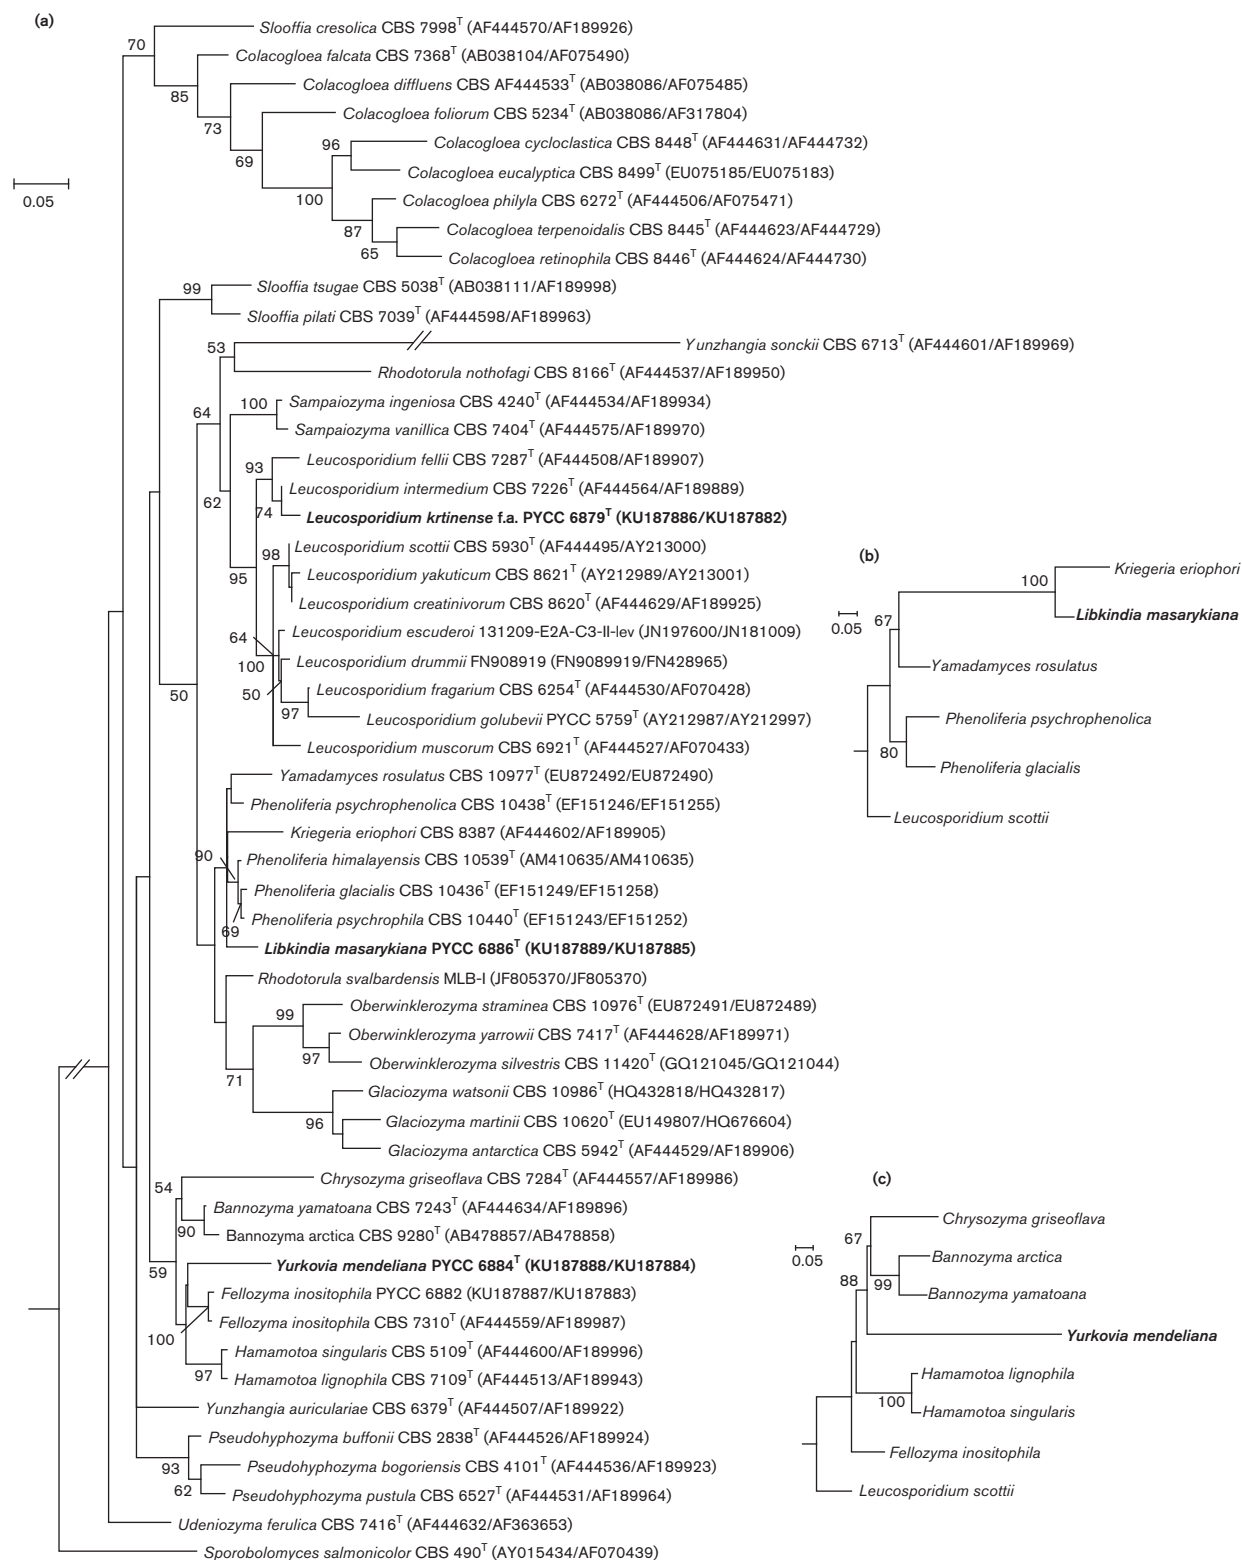 (a)
Slooffia cresolica CBS 7998T (AF444570/AF189926)
70
Colacogloea falcata CBS 7368T (AB038104/AF075490)
85
Colacogloea diffluens CBS AF444533T (AB038086/AF075485)
73
Colacogloea foliorum CBS 5234T (AB038086/AF317804)
69
96
Colacogloea cycloclastica CBS 8448T (AF444631/AF444732)
Colacogloea eucalyptica CBS 8499T (EU075185/EU075183)
0.05
100
Colacogloea philyla CBS 6272T (AF444506/AF075471)
87
Colacogloea terpenoidalis CBS 8445T (AF444623/AF444729)
65
Colacogloea retinophila CBS 8446T (AF444624/AF444730)
99
Slooffia tsugae CBS 5038T (AB038111/AF189998)
Slooffia pilati CBS 7039T (AF444598/AF189963)
53
Yunzhangia sonckii CBS 6713T (AF444601/AF189969)
Rhodotorula nothofagi CBS 8166T (AF444537/AF189950)
64
100
Sampaiozyma ingeniosa CBS 4240T (AF444534/AF189934)
Sampaiozyma vanillica CBS 7404T (AF444575/AF189970)
93
Leucosporidium fellii CBS 7287T (AF444508/AF189907)
62
Leucosporidium intermedium CBS 7226T (AF444564/AF189889)
74
Leucosporidium krtinense f.a. PYCC 6879T (KU187886/KU187882)
98
Leucosporidium scottii CBS 5930T (AF444495/AY213000)
95
Leucosporidium yakuticum CBS 8621T (AY212989/AY213001)
Leucosporidium creatinivorum CBS 8620T (AF444629/AF189925)
64
Leucosporidium escuderoi 131209-E2A-C3-II-lev (JN197600/JN181009)
100
Leucosporidium drummii FN908919 (FN9089919/FN428965)
50
50
Leucosporidium fragarium CBS 6254T (AF444530/AF070428)
97
Leucosporidium golubevii PYCC 5759T (AY212987/AY212997)
Leucosporidium muscorum CBS 6921T (AF444527/AF070433)
Yamadamyces rosulatus CBS 10977T (EU872492/EU872490)
Phenoliferia psychrophenolica CBS 10438T (EF151246/EF151255)
Kriegeria eriophori CBS 8387 (AF444602/AF189905)
90
Phenoliferia himalayensis CBS 10539T (AM410635/AM410635)
Phenoliferia glacialis CBS 10436T (EF151249/EF151258)
Phenoliferia psychrophila CBS 10440T (EF151243/EF151252)
69
Libkindia masarykiana PYCC 6886T (KU187889/KU187885)
Rhodotorula svalbardensis MLB-I (JF805370/JF805370)
99
Oberwinklerozyma straminea CBS 10976T (EU872491/EU872489)
Oberwinklerozyma yarrowii CBS 7417T (AF444628/AF189971)
97
Oberwinklerozyma silvestris CBS 11420T (GQ121045/GQ121044)
71
Glaciozyma watsonii CBS 10986T (HQ432818/HQ432817)
96
Glaciozyma martinii CBS 10620T (EU149807/HQ676604)
Glaciozyma antarctica CBS 5942T (AF444529/AF189906)
54
Chrysozyma griseoflava CBS 7284T (AF444557/AF189986)
Bannozyma yamatoana CBS 7243T (AF444634/AF189896)
90
Bannozyma arctica CBS 9280T (AB478857/AB478858)
59
Yurkovia mendeliana PYCC 6884T (KU187888/KU187884)
Fellozyma inositophila PYCC 6882 (KU187887/KU187883)
Fellozyma inositophila CBS 7310T (AF444559/AF189987)
100
Hamamotoa singularis CBS 5109T (AF444600/AF189996)
97
Hamamotoa lignophila CBS 7109T (AF444513/AF189943)
Yunzhangia auriculariae CBS 6379T (AF444507/AF189922)
Pseudohyphozyma buffonii CBS 2838T (AF444526/AF189924)
93
Pseudohyphozyma bogoriensis CBS 4101T (AF444536/AF189923)
62
Pseudohyphozyma pustula CBS 6527T (AF444531/AF189964)
Udeniozyma ferulica CBS 7416T (AF444632/AF363653)
Sporobolomyces salmonicolor CBS 490T (AY015434/AF070439)
(b)
100
Kriegeria eriophori
0.05
67
Libkindia masarykiana
Yamadamyces rosulatus
Phenoliferia psychrophenolica
80
Phenoliferia glacialis
Leucosporidium scottii
(c)
67
Chrysozyma griseoflava
0.05
Bannozyma arctica
88
99
Bannozyma yamatoana
Yurkovia mendeliana
Hamamotoa lignophila
100
Hamamotoa singularis
Fellozyma inositophila
Leucosporidium scottii